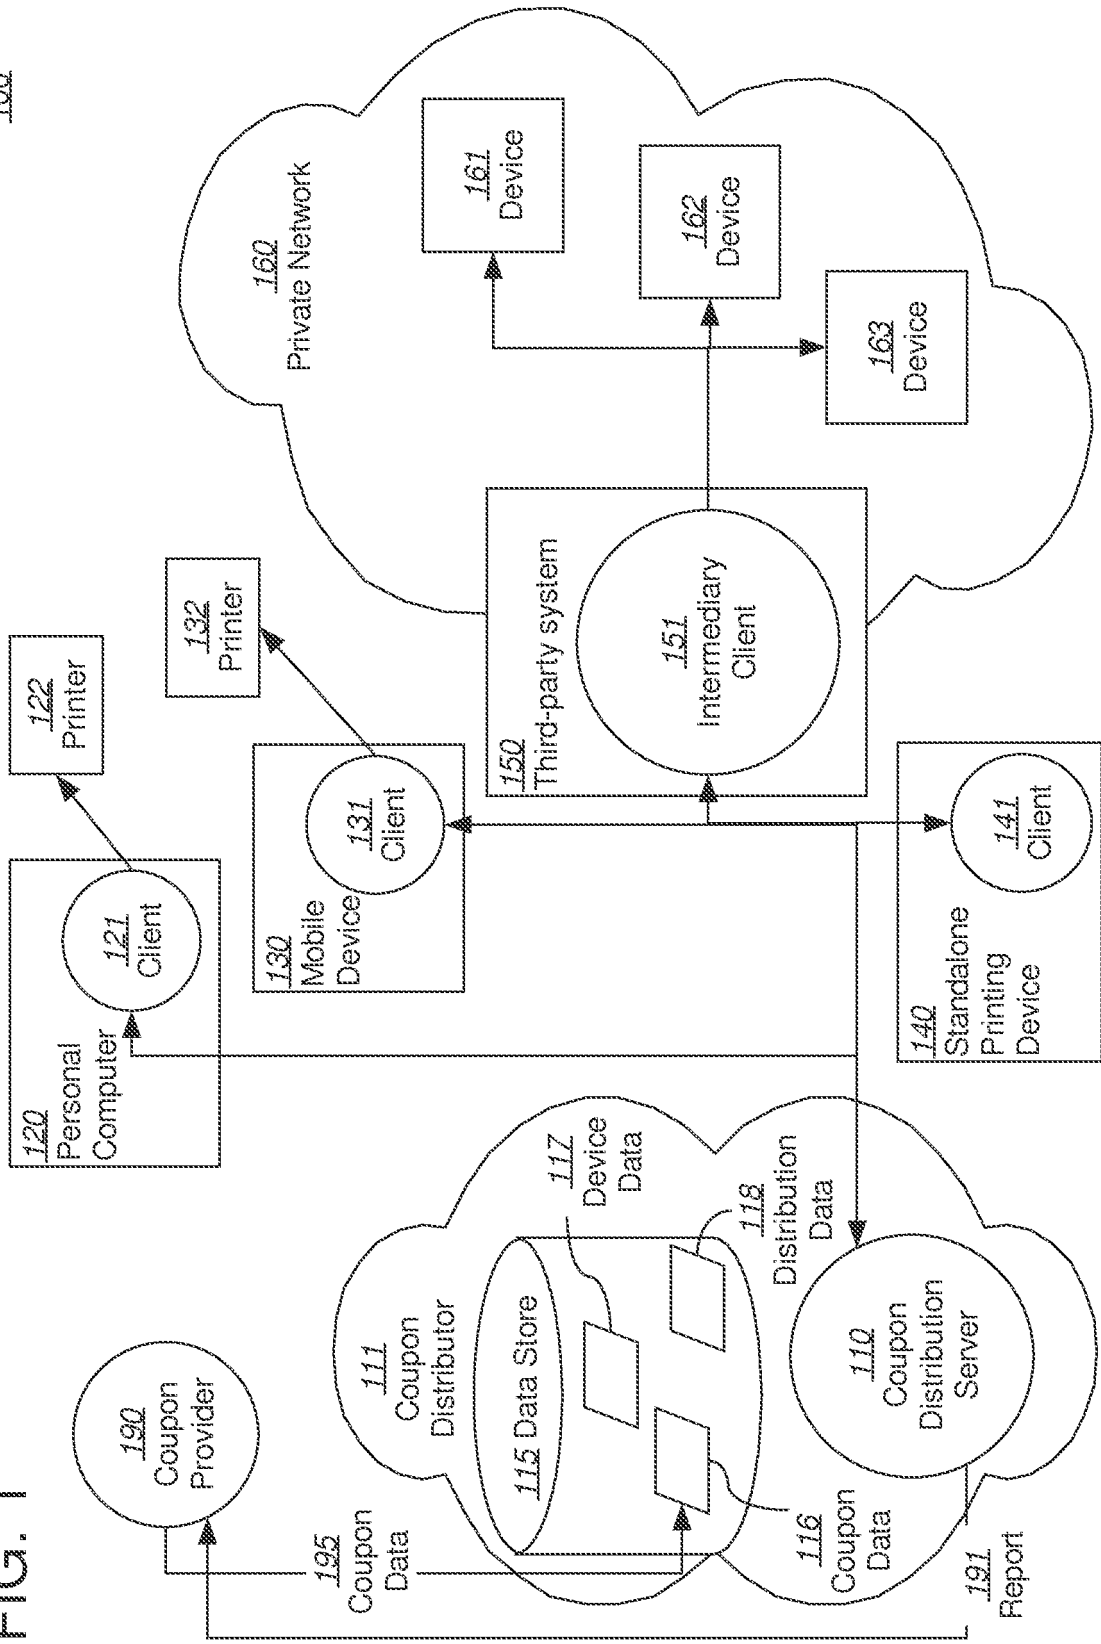 FIG. 1
100
190
Coupon
Provider
195
Coupon
Data
111
Coupon
Distributor
115 Data Store
116
Coupon
Data
117
Device
Data
118
Distribution
Data
110
Coupon
Distribution
Server
191
Report
120
Personal
Computer
121
Client
122
Printer
130
Mobile
Device
131
Client
132
Printer
140
Standalone
Printing
Device
141
Client
150
Third-party system
151
Intermediary
Client
160
Private Network
161
Device
162
Device
163
Device